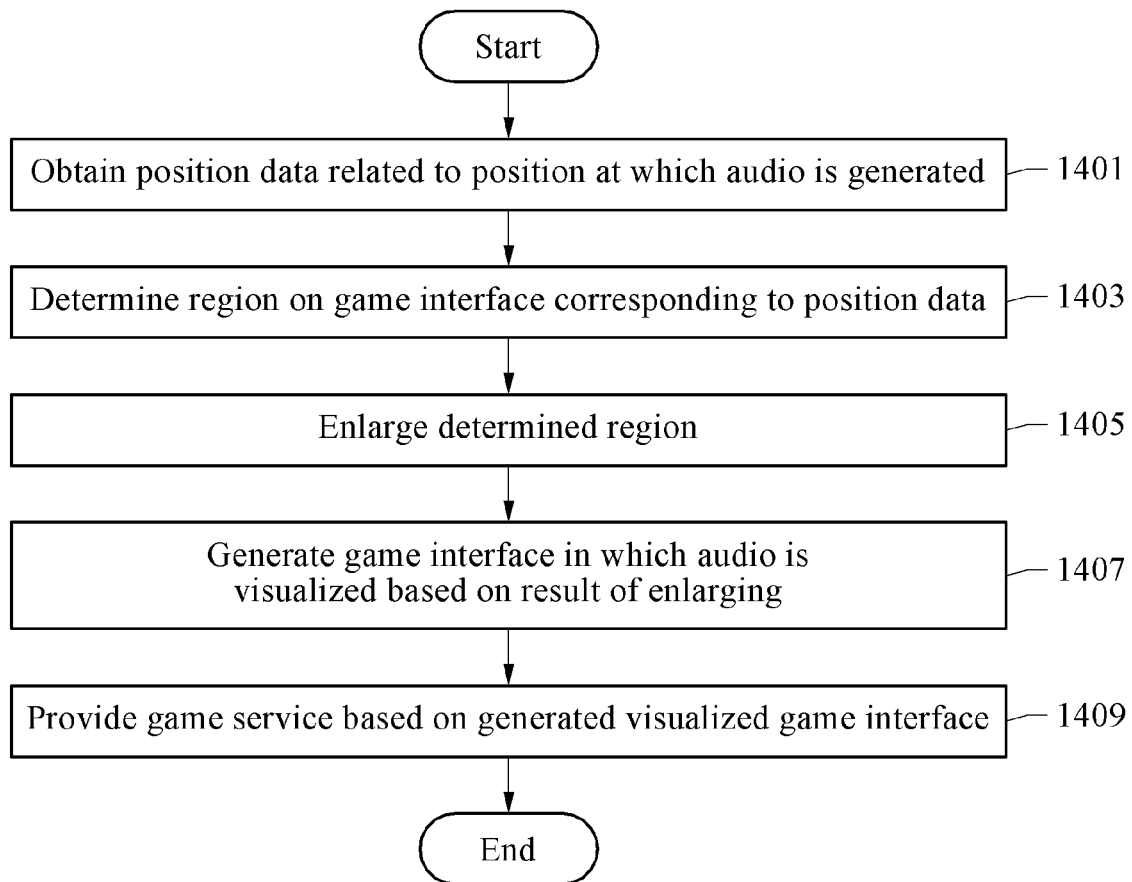 Start
Obtain position data related to position at which audio is generated
1401
Determine region on game interface corresponding to position data
1403
Enlarge determined region
1405
Generate game interface in which audio is
visualized based on result of enlarging
1407
Provide game service based on generated visualized game interface
1409
End